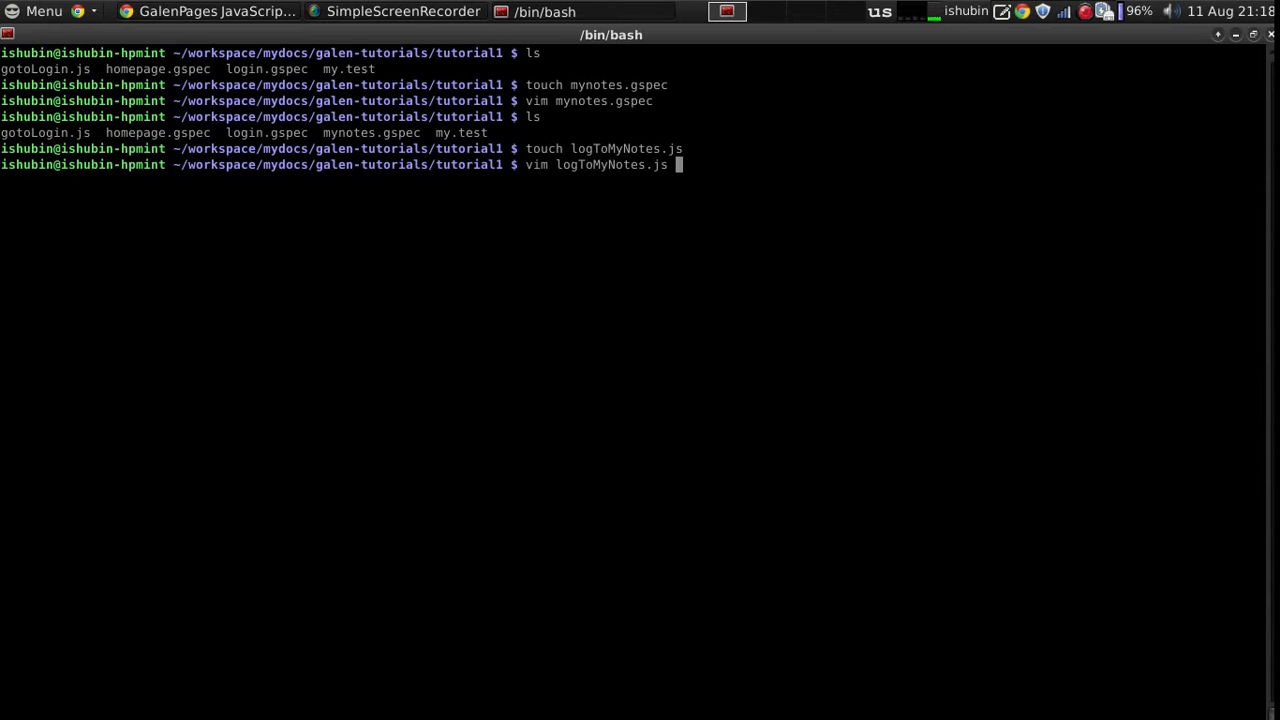 Menu GalenPages JavaScrip... SimpleScreenRecorder /bin/bash us ishubin 96% 11 Aug 21:18
/bin/bash
ishubin@ishubin-hpmint ~/workspace/mydocs/galen-tutorials/tutorial1 $ ls
gotoLogin.js homepage.gspec login.gspec my.test
ishubin@ishubin-hpmint ~/workspace/mydocs/galen-tutorials/tutorial1 $ touch mynotes.gspec
ishubin@ishubin-hpmint ~/workspace/mydocs/galen-tutorials/tutorial1 $ vim mynotes.gspec
ishubin@ishubin-hpmint ~/workspace/mydocs/galen-tutorials/tutorial1 $ ls
gotoLogin.js homepage.gspec login.gspec mynotes.gspec my.test
ishubin@ishubin-hpmint ~/workspace/mydocs/galen-tutorials/tutorial1 $ touch logToMyNotes.js
ishubin@ishubin-hpmint ~/workspace/mydocs/galen-tutorials/tutorial1 $ vim logToMyNotes.js